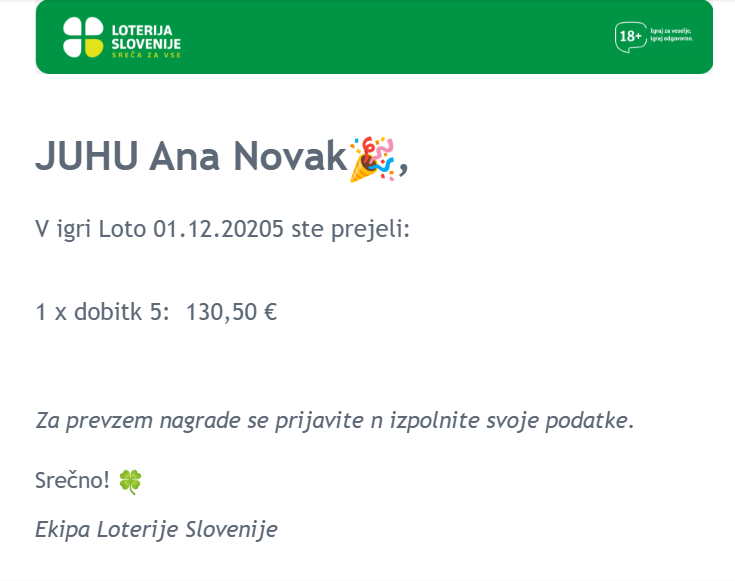 LOTERIJA
SLOVENIJE
SREČA ZA VSE
18+ Igraj za veselje,
igraj odgovorno.
JUHU Ana Novak🎉,
V igri Loto 01.12.20205 ste prejeli:
1 x dobitk 5: 130,50 €
Za prevzem nagrade se prijavite n izpolnite svoje podatke.
Srečno! 🍀
Ekipa Loterije Slovenije